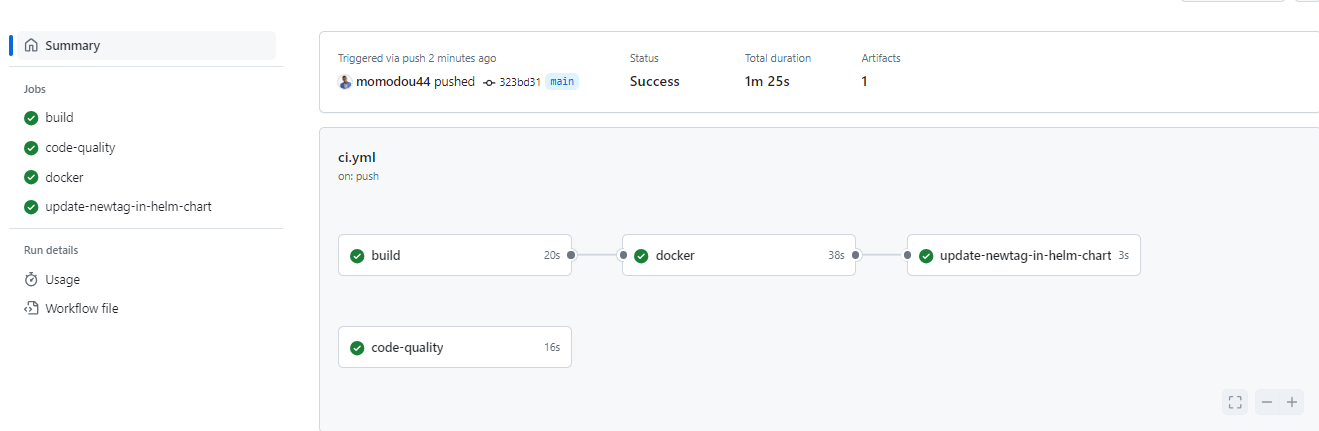 Summary
Jobs
build
code-quality
docker
update-newtag-in-helm-chart
Run details
Usage
Workflow file
Triggered via push 2 minutes ago
momodou44 pushed 323bd31 main
Status
Success
Total duration
1m 25s
Artifacts
1
ci.yml
on: push
build 20s
docker 38s
update-newtag-in-helm-chart 3s
code-quality 16s